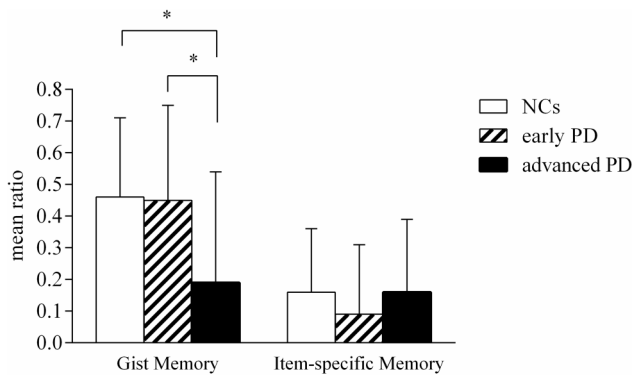 *
*
0.8
0.7
0.6
0.5
0.4
0.3
0.2
0.1
0.0
mean ratio
Gist Memory
Item-specific Memory
NCs
early PD
advanced PD